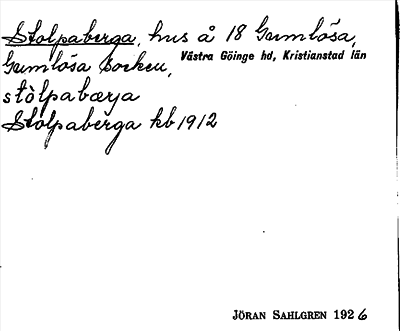 Stolpaberga, hus å 18 Gumlösa,
Gumlösa Socken, Västra Göinge hd, Kristianstad län
stòlpabærja
Stolpaberga kb 1912
JÖRAN SAHLGREN 1926